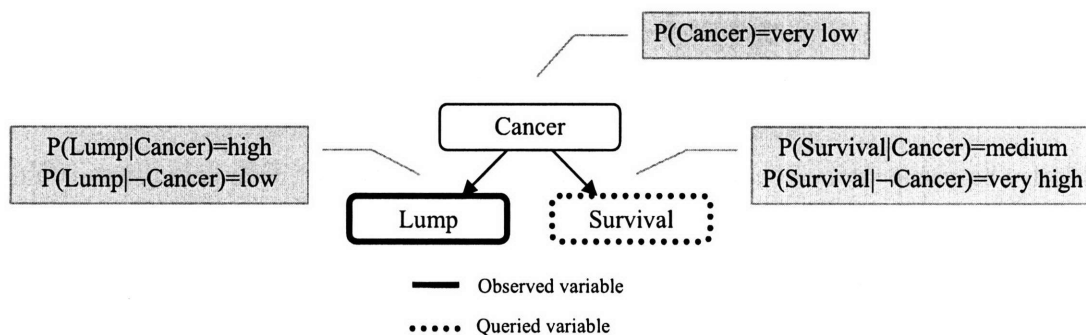 P(Cancer)=very low
Cancer
P(Lump|Cancer)=high
P(Lump|¬Cancer)=low
P(Survival|Cancer)=medium
P(Survival|¬Cancer)=very high
Lump
Survival
Observed variable
Queried variable